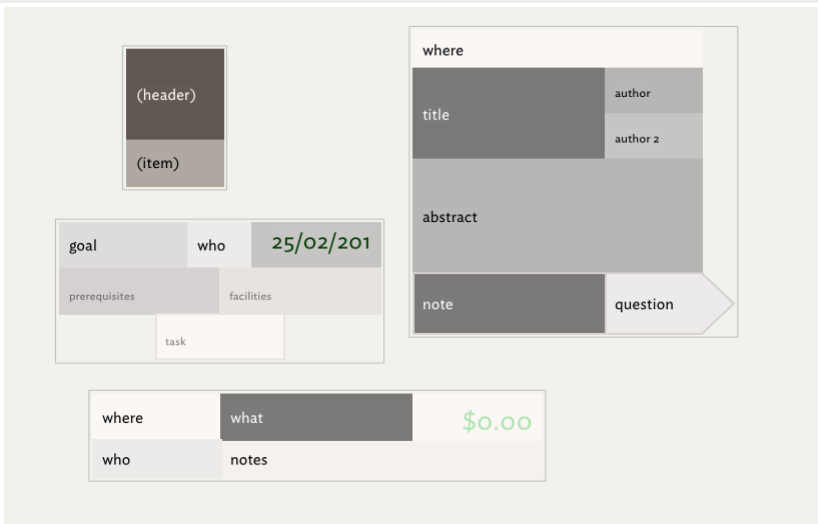 (header)
(item)
where
title
author
author 2
abstract
note
question
goal
who
25/02/201
prerequisites
facilities
task
where
what
$0.00
who
notes